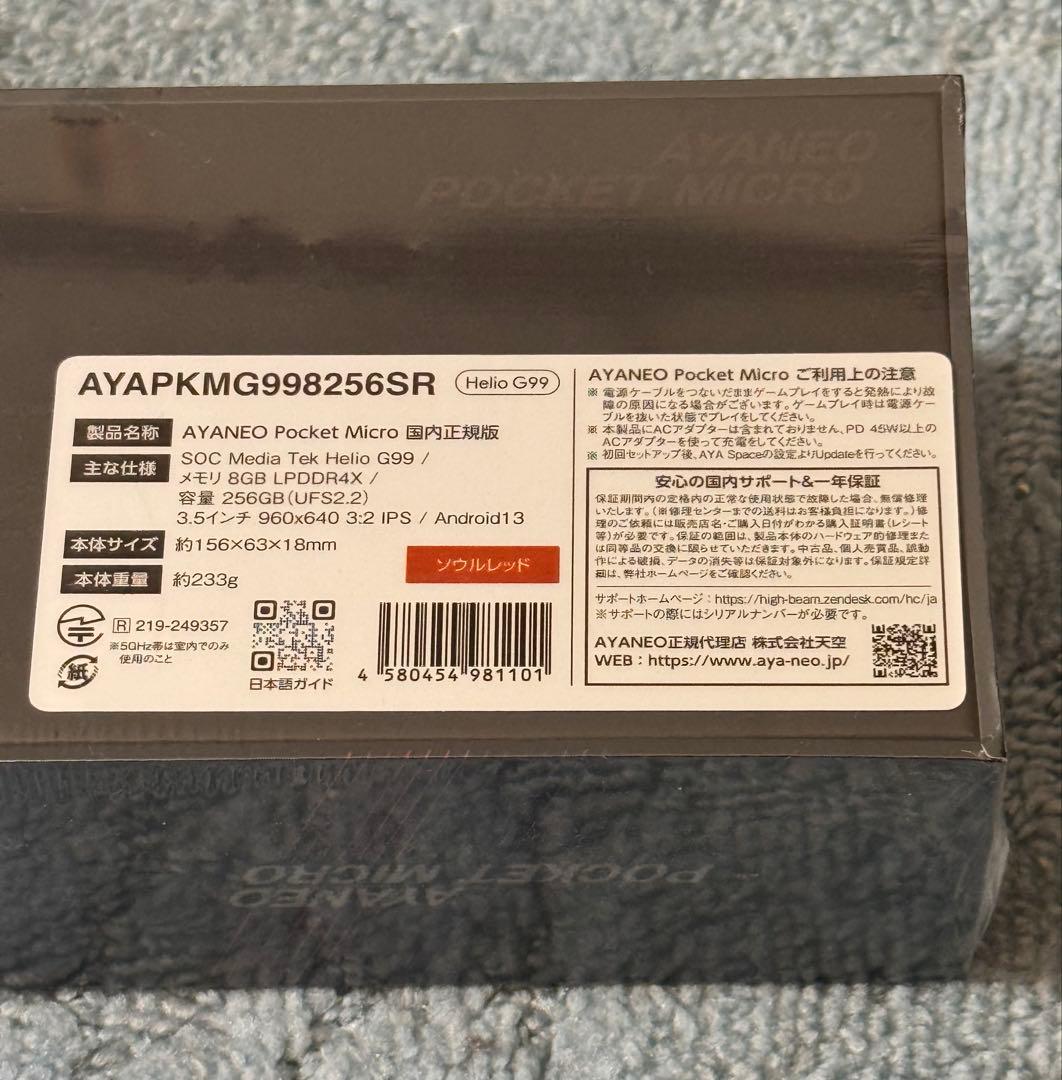 AYANEO
POCKET MICRO
AYAPKMG998256SR
Helio G99
製品名称
AYANEO Pocket Micro 国内正規版
主な仕様
SOC Media Tek Helio G99 /
メモリ 8GB LPDDR4X /
容量 256GB(UFS2.2)
3.5インチ 960x640 3:2 IPS / Android13
本体サイズ
約156×63×18mm
本体重量
約233g
ソウルレッド
R 219-249357
※5GHz帯は室内でのみ
使用のこと
紙
日本語ガイド
4 580454 981101
AYANEO Pocket Micro ご利用上の注意
※ 電源ケーブルをつないだままゲームプレイをすると発熱により故
障の原因になる場合がございます。ゲームプレイ時は電源ケー
ブルを抜いた状態でプレイをしてください。
※ 本製品にACアダプターは含まれておりません、PD 45W以上の
ACアダプターを使って充電をしてください。
※ 初回セットアップ後、AYA Spaceの設定よりUpdateを行ってください。
安心の国内サポート&一年保証
保証期間内の定格内の正常な使用状態で故障した場合、無償修理
いたします。(※修理センターまでの送料はお客様負担になります。)修
理のご依頼には販売店名・ご購入日付がわかる購入証明書(レシート
等)が必要です。保証の範囲は、製品本体のハードウェア的修理また
は同等品の交換に限らせていただきます。中古品、個人売買品、誤動
作による破損、データの消失等は保証対象外になります。保証規定詳
細は、弊社ホームページをご確認ください。
サポートホームページ：https://high-beam.zendesk.com/hc/ja
※サポートの際にはシリアルナンバーが必要です。
AYANEO正規代理店 株式会社天空
WEB：https://www.aya-neo.jp/
AYANEO
POCKET MICRO